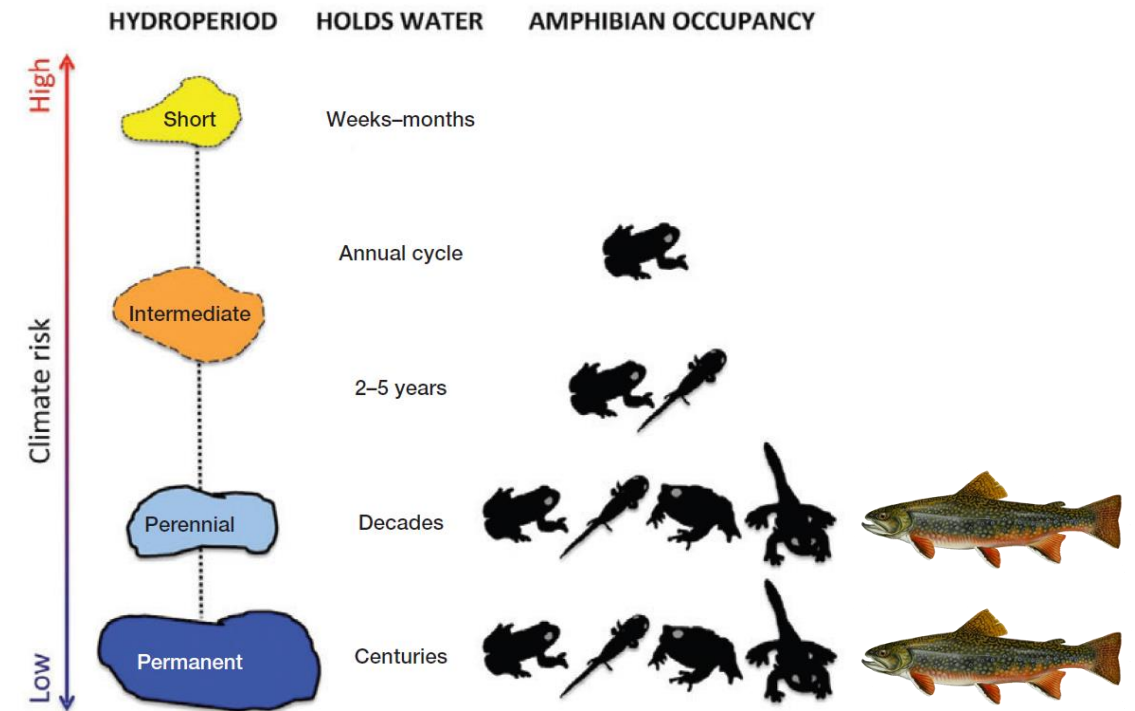 HYDROPERIOD HOLDS WATER AMPHIBIAN OCCUPANCY
High
Climate risk
Low
Short Weeks–months
Annual cycle
Intermediate
2–5 years
Perennial Decades
Permanent Centuries